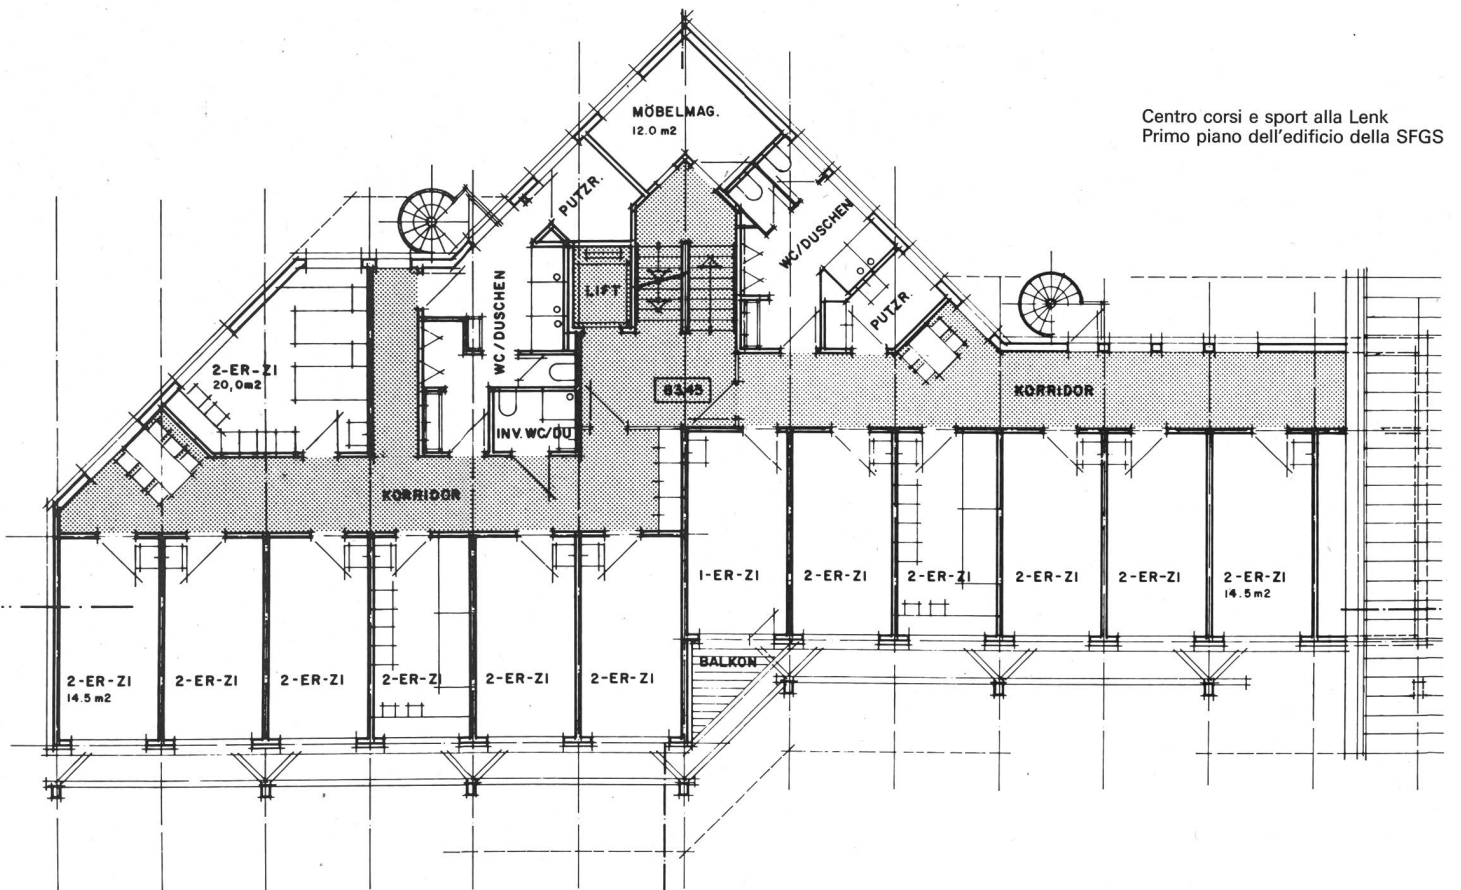 Centro corsi e sport alla Lenk
Primo piano dell'edificio della SFGS
MÖBELMAG.
12.0 m2
PUTZR.
WC/DUSCHEN
PUTZR.
LIFT
WC/DUSCHEN
2-ER-ZI
20,0m2
6345
KORRIDOR
INV. WC/DU
KORRIDOR
1-ER-ZI
2-ER-ZI
2-ER-ZI
2-ER-ZI
2-ER-ZI
2-ER-ZI
14.5 m2
BALKON
2-ER-ZI
14.5 m2
2-ER-ZI
2-ER-ZI
2-ER-ZI
2-ER-ZI
2-ER-ZI